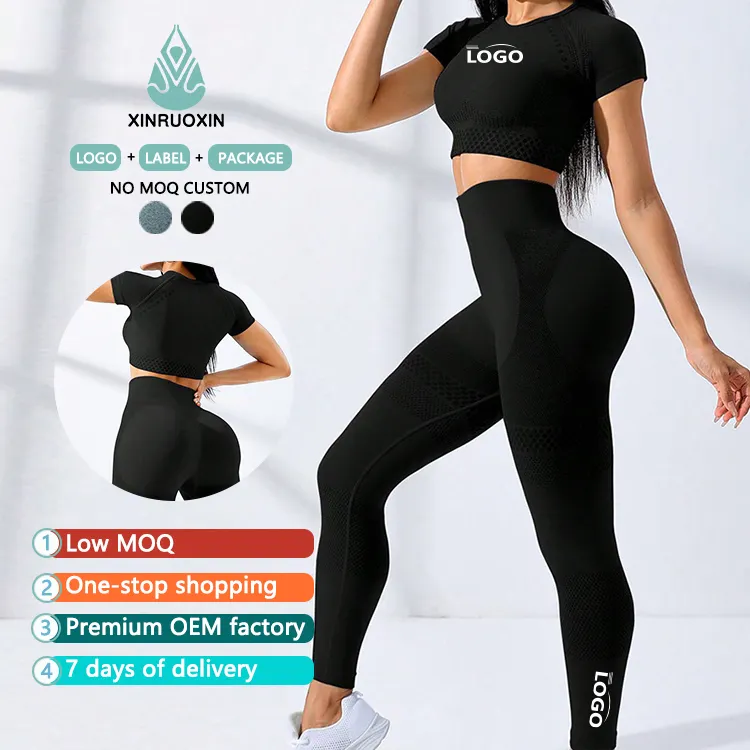 XINRUOXIN
LOGO + LABEL + PACKAGE
NO MOQ CUSTOM
LOGO
1 Low MOQ
2 One-stop shopping
3 Premium OEM factory
4 7 days of delivery
LOGO